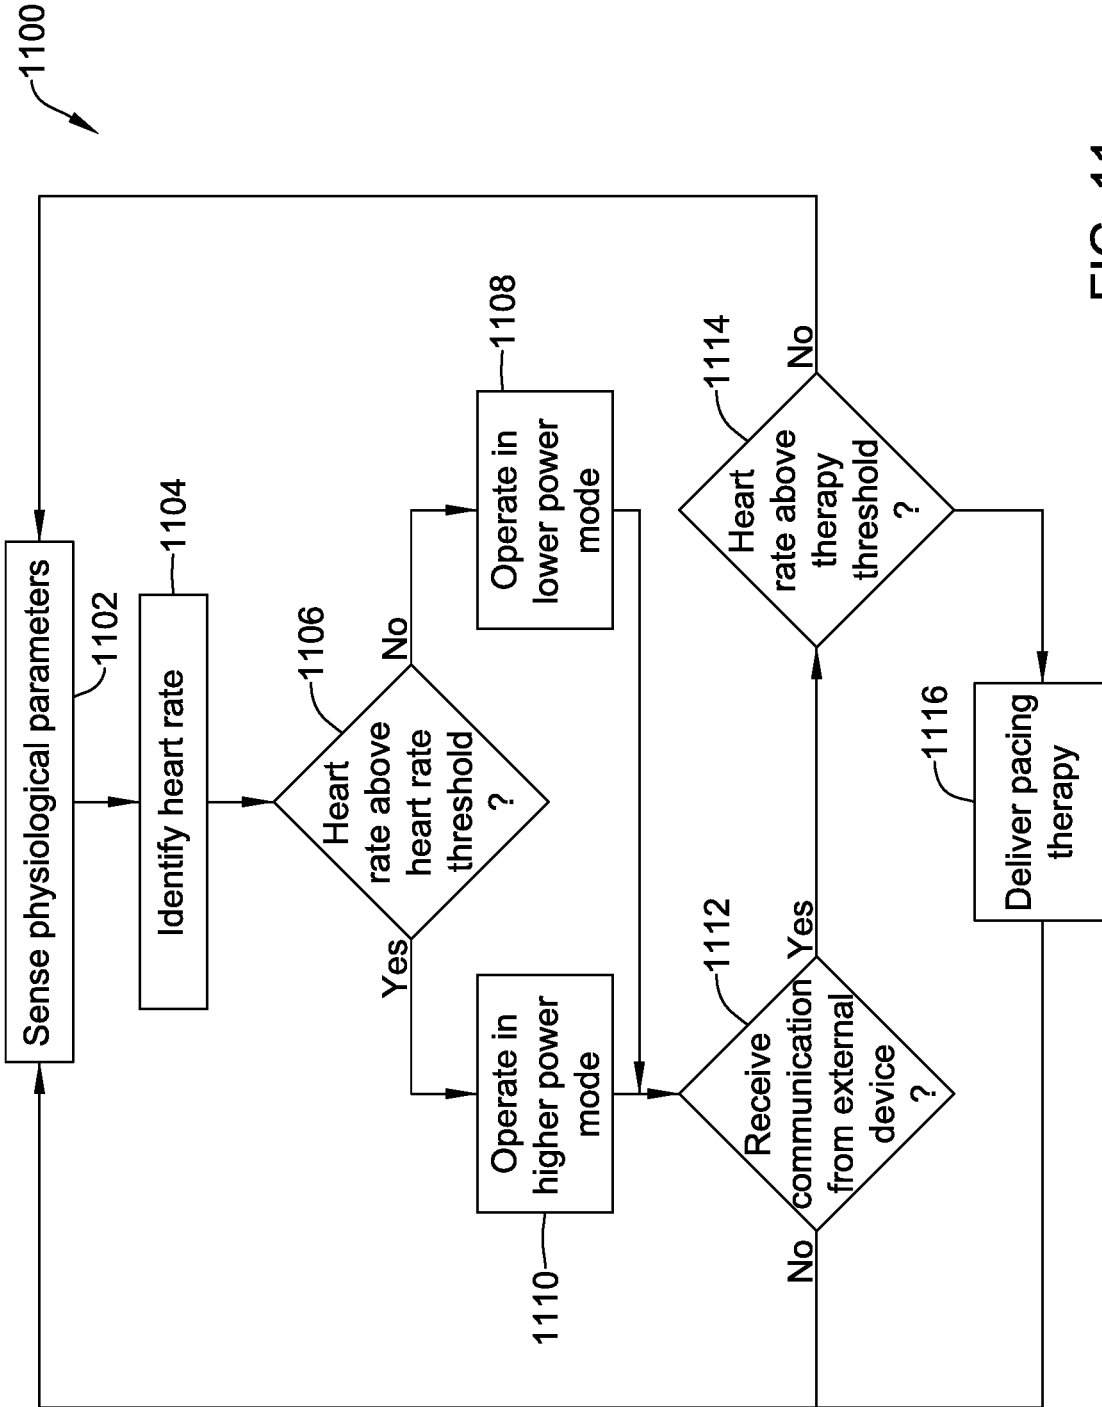 1100
Sense physiological parameters
1102
Identify heart rate
1104
Heart
rate above
heart rate
threshold
?
1106
Yes
No
Operate in
higher power
mode
1110
Operate in
lower power
mode
1108
Receive
communication
from external
device
?
1112
No
Yes
Heart
rate above
therapy
threshold
?
1114
No
Deliver pacing
therapy
1116
FIG. 11